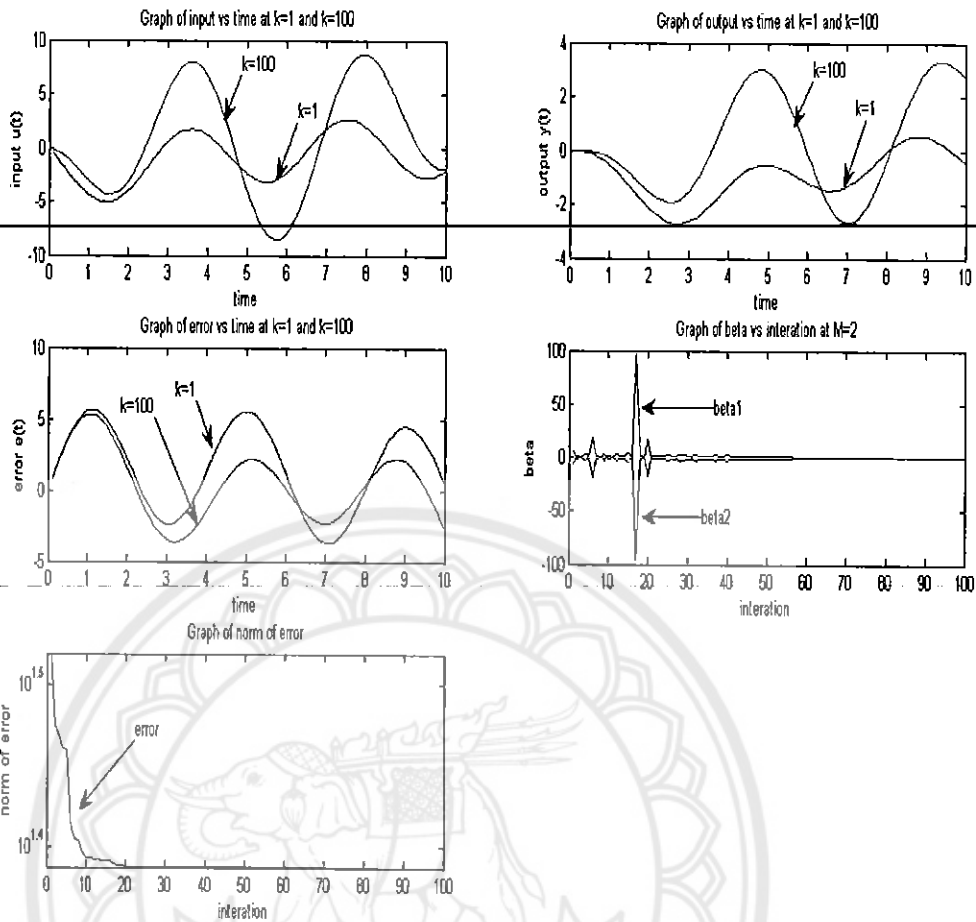 Graph of input vs time at k=1 and k=100
10
5
0
-5
-10
input u(t)
k=100
k=1
0 1 2 3 4 5 6 7 8 9 10
time
Graph of output vs time at k=1 and k=100
4
2
0
-2
-4
output y(t)
k=100
k=1
0 1 2 3 4 5 6 7 8 9 10
time
Graph of error vs time at k=1 and k=100
10
5
0
-5
error e(t)
k=1
k=100
0 1 2 3 4 5 6 7 8 9 10
time
Graph of beta vs interation at M=2
100
50
0
-50
-100
beta
beta1
beta2
0 10 20 30 40 50 60 70 80 90 100
interation
Graph of norm of error
10^1.5
10^1.4
norm of error
error
0 10 20 30 40 50 60 70 80 90 100
interation